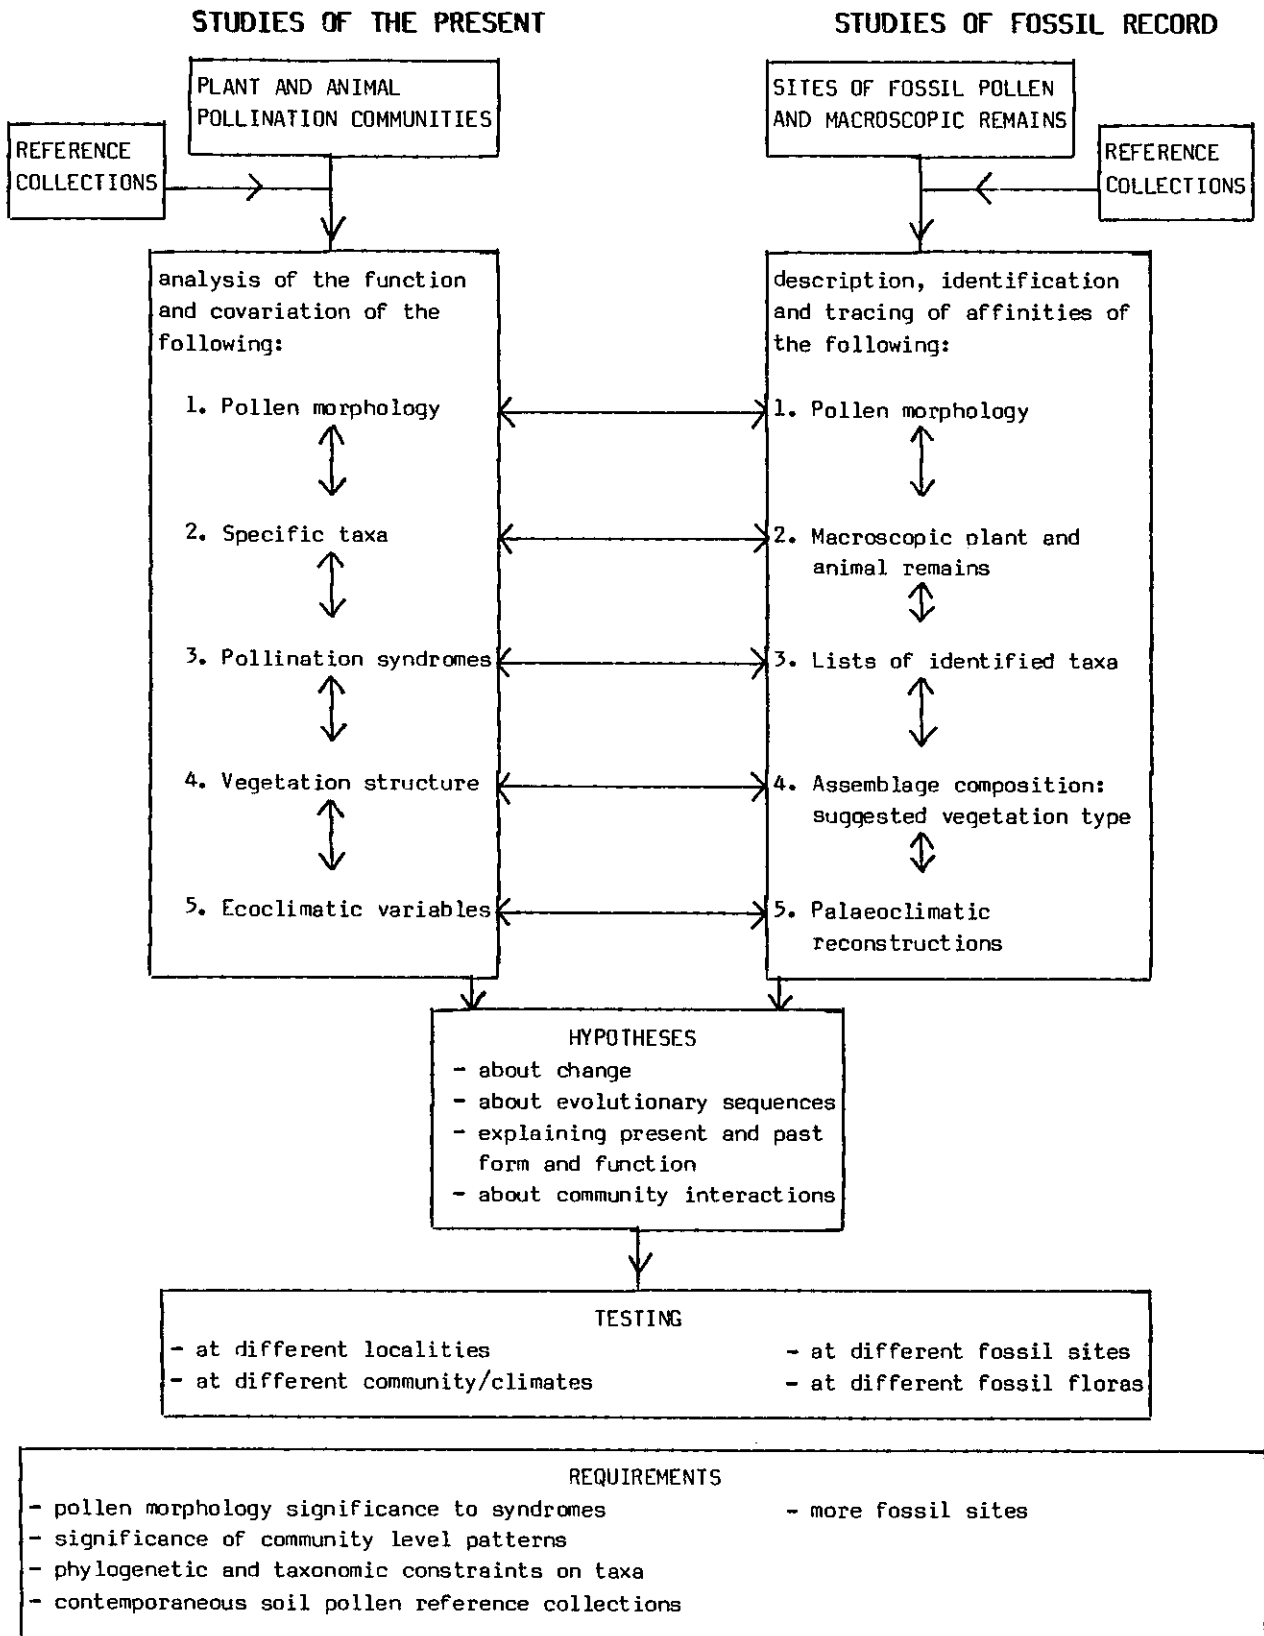 STUDIES OF THE PRESENT
STUDIES OF FOSSIL RECORD
PLANT AND ANIMAL
POLLINATION COMMUNITIES
SITES OF FOSSIL POLLEN
AND MACROSCOPIC REMAINS
REFERENCE
COLLECTIONS
REFERENCE
COLLECTIONS
analysis of the function
and covariation of the
following:
1. Pollen morphology
2. Specific taxa
3. Pollination syndromes
4. Vegetation structure
5. Ecoclimatic variables
description, identification
and tracing of affinities of
the following:
1. Pollen morphology
2. Macroscopic plant and
animal remains
3. Lists of identified taxa
4. Assemblage composition:
suggested vegetation type
5. Palaeoclimatic
reconstructions
HYPOTHESES
- about change
- about evolutionary sequences
- explaining present and past
form and function
- about community interactions
TESTING
- at different localities
- at different community/climates
- at different fossil sites
- at different fossil floras
REQUIREMENTS
- pollen morphology significance to syndromes
- significance of community level patterns
- phylogenetic and taxonomic constraints on taxa
- contemporaneous soil pollen reference collections
- more fossil sites